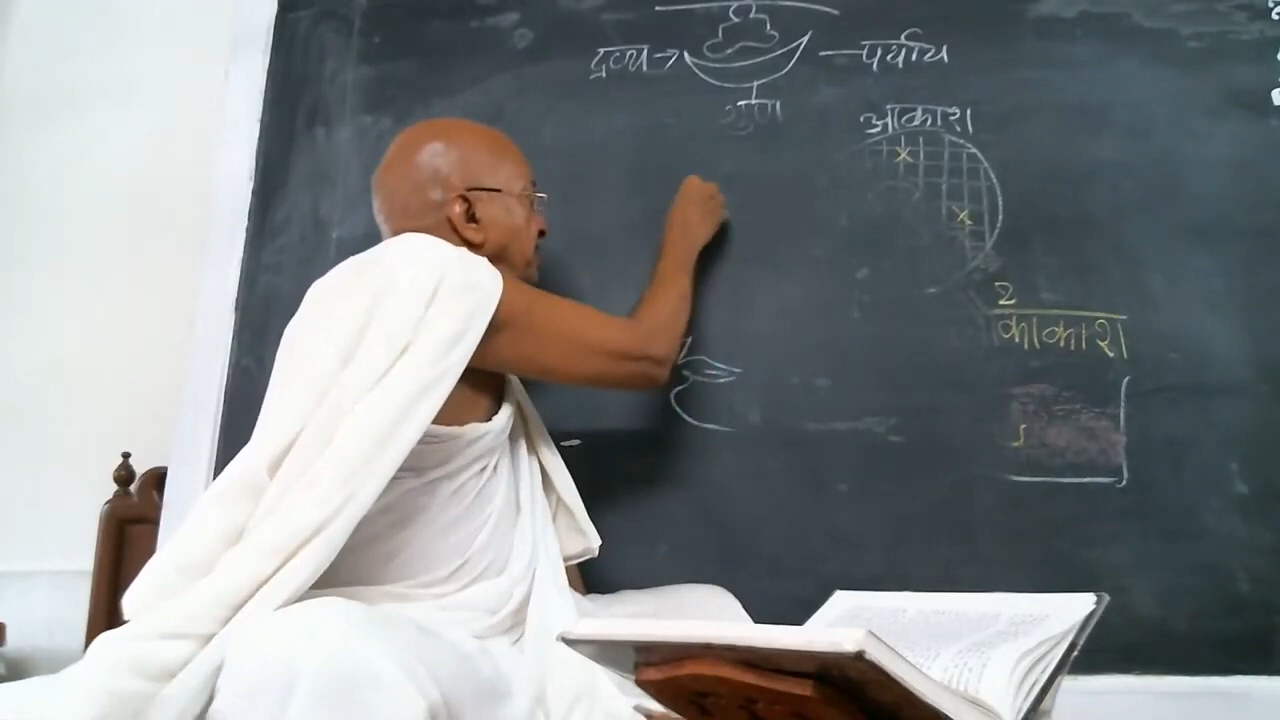 द्रव्य → — पर्याय
गुण
आकाश
x
x
2
काकाश